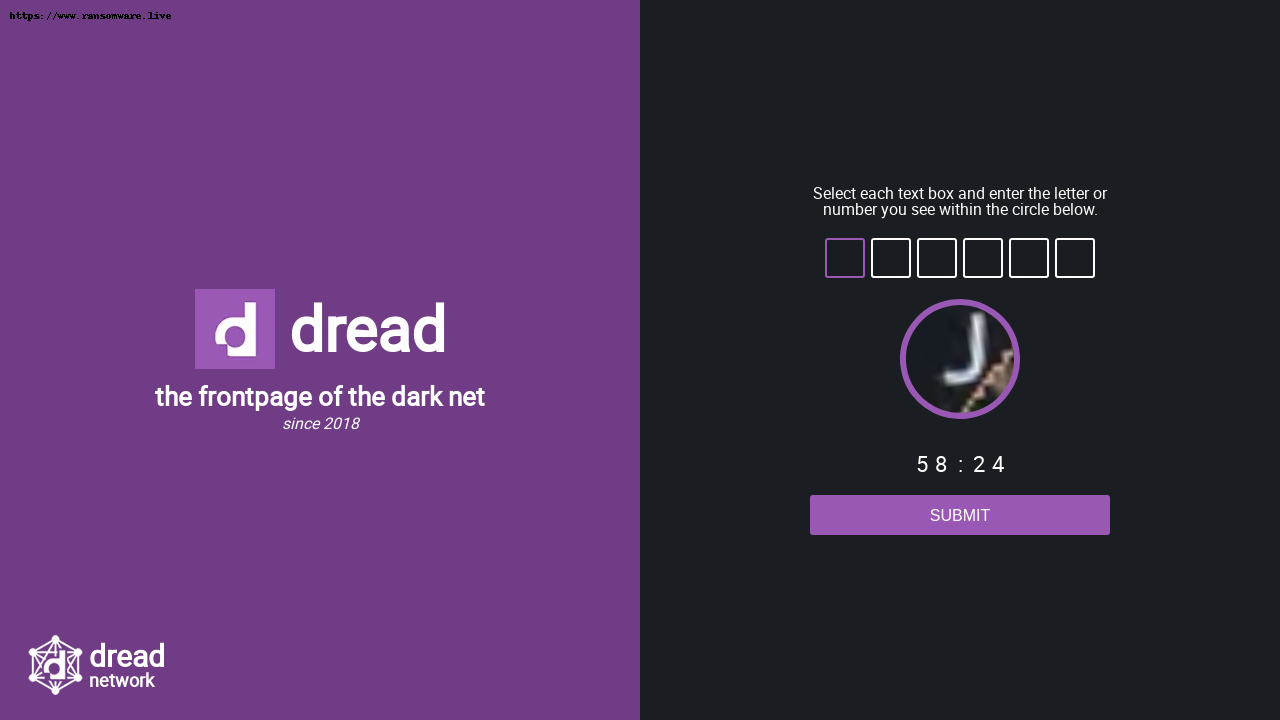 https://www.ransomware.live
dread
the frontpage of the dark net
since 2018
dread
network
Select each text box and enter the letter or
number you see within the circle below.
J
58:24
SUBMIT